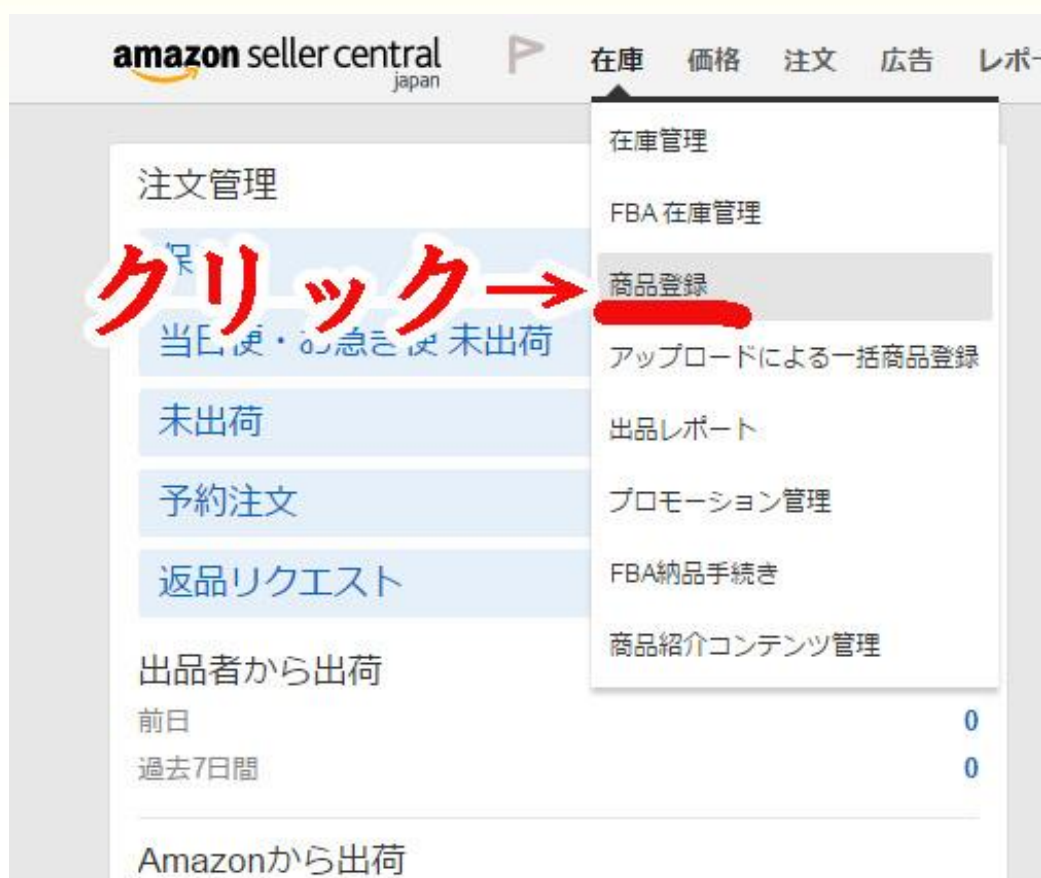 amazon seller central
japan
在庫 価格 注文 広告 レポー
在庫管理
FBA 在庫管理
商品登録
アップロードによる一括商品登録
出品レポート
プロモーション管理
FBA納品手続き
商品紹介コンテンツ管理
クリック→
注文管理
保
当日便・お急ぎ便 未出荷
未出荷
予約注文
返品リクエスト
出品者から出荷
前日 0
過去7日間 0
Amazonから出荷